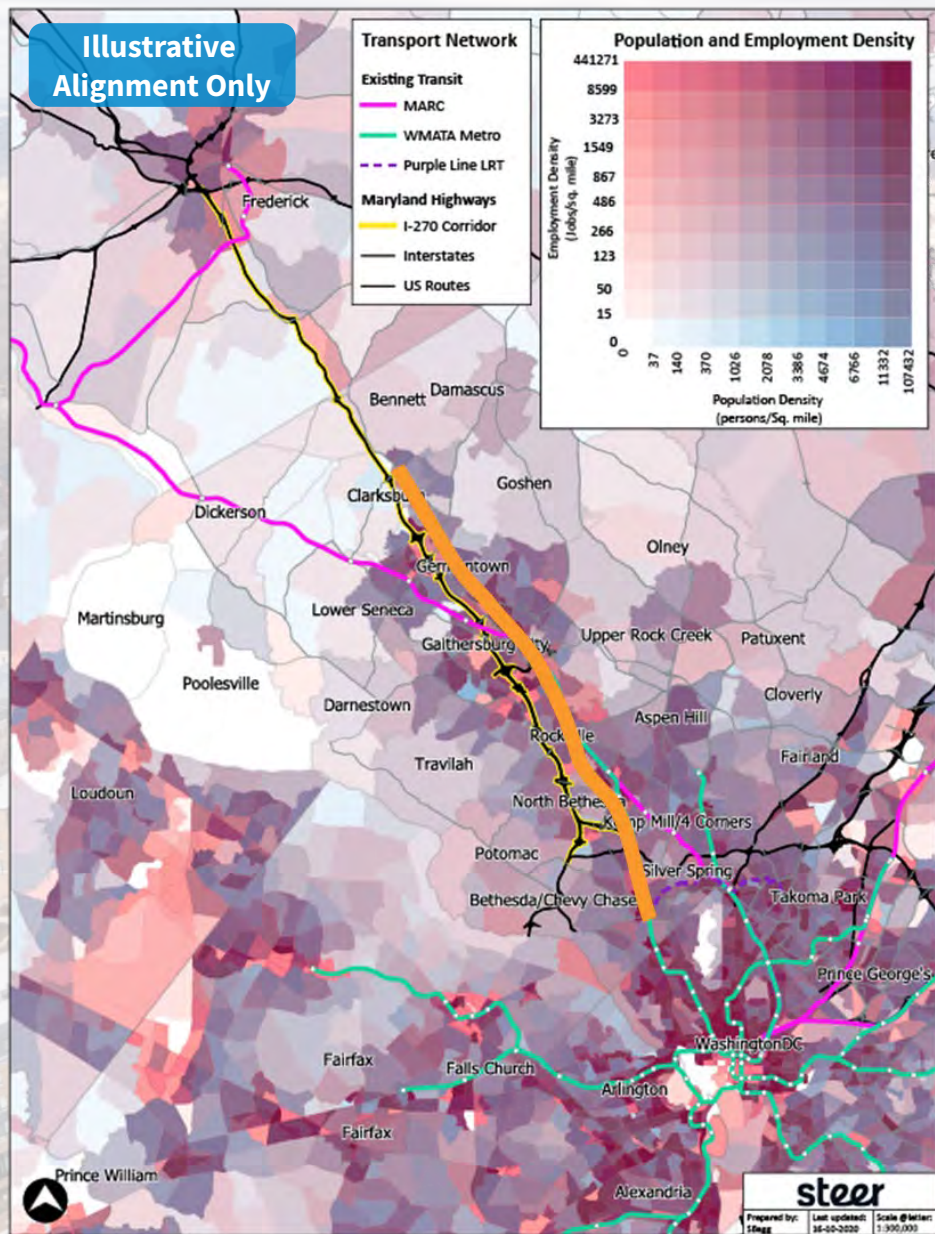 Illustrative
Alignment Only
Transport Network
Existing Transit
MARC
WMATA Metro
Purple Line LRT
Maryland Highways
I-270 Corridor
Interstates
US Routes
Population and Employment Density
Employment Density
(Jobs/sq. mile)
441271
8599
3273
1549
867
486
266
123
50
15
0
0
37
140
370
1026
2078
3386
4674
6766
11332
107432
Population Density
(persons/Sq. mile)
Frederick
Bennett
Damascus
Clarksburg
Goshen
Dickerson
Olney
Germantown
Lower Seneca
Martinsburg
Gaithersburg City
Upper Rock Creek
Patuxent
Poolesville
Darnestown
Cloverly
Aspen Hill
Rockville
Fairland
Travilah
Loudoun
North Bethesda
Kemp Mill/4 Corners
Potomac
Silver Spring
Bethesda/Chevy Chase
Takoma Park
Prince George's
Washington DC
Fairfax
Falls Church
Arlington
Fairfax
Prince William
Alexandria
steer
Prepared by:
Last updated:
16-10-2020
Scale @letter:
1:300,000